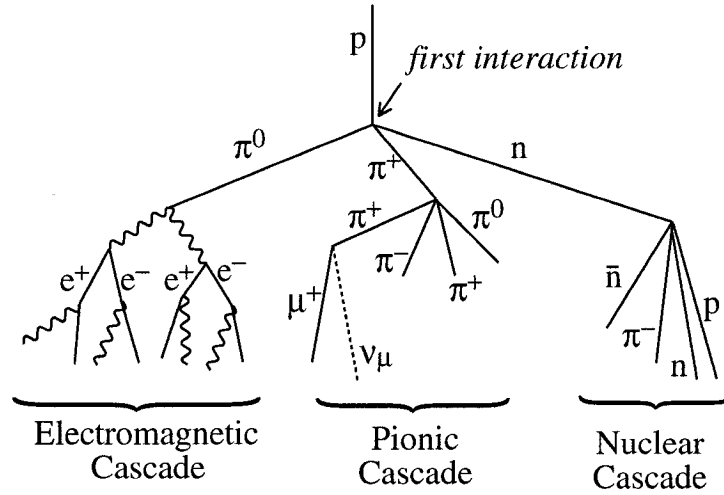 p
first interaction
π⁰
π⁺
n
π⁺
π⁰
π⁻
π⁺
e⁺
e⁻
e⁺
e⁻
n̄
p
μ⁺
π⁻
ν_μ
n
Electromagnetic
Cascade
Pionic
Cascade
Nuclear
Cascade